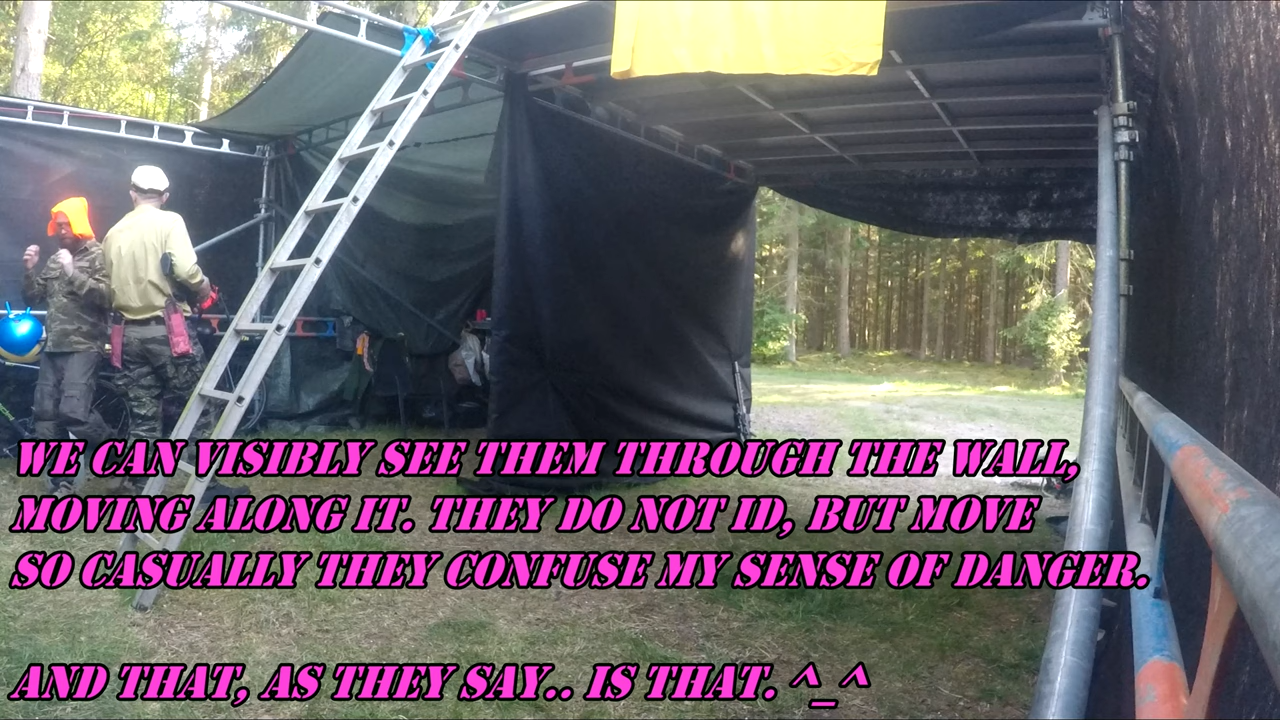 WE CAN VISIBLY SEE THEM THROUGH THE WALL,
MOVING ALONG IT. THEY DO NOT ID, BUT MOVE
SO CASUALLY THEY CONFUSE MY SENSE OF DANGER.
AND THAT, AS THEY SAY.. IS THAT. ^_^